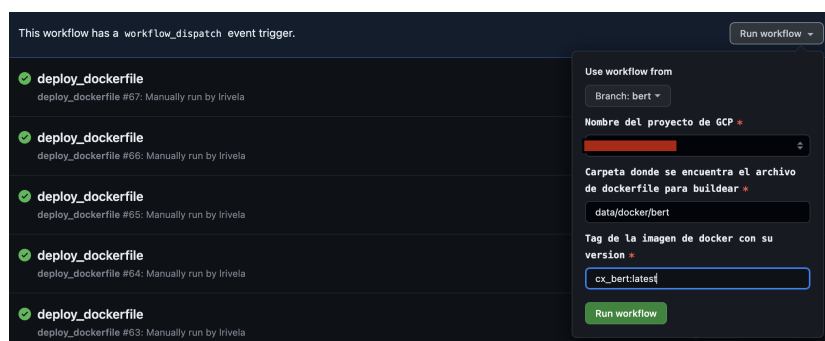 This workflow has a workflow_dispatch event trigger.
Run workflow
deploy_dockerfile
deploy_dockerfile #67: Manually run by lrivela
deploy_dockerfile
deploy_dockerfile #66: Manually run by lrivela
deploy_dockerfile
deploy_dockerfile #65: Manually run by lrivela
deploy_dockerfile
deploy_dockerfile #64: Manually run by lrivela
deploy_dockerfile
deploy_dockerfile #63: Manually run by lrivela
Use workflow from
Branch: bert
Nombre del proyecto de GCP *
Carpeta donde se encuentra el archivo
de dockerfile para buildear *
data/docker/bert
Tag de la imagen de docker con su
version *
cx_bert:latest
Run workflow